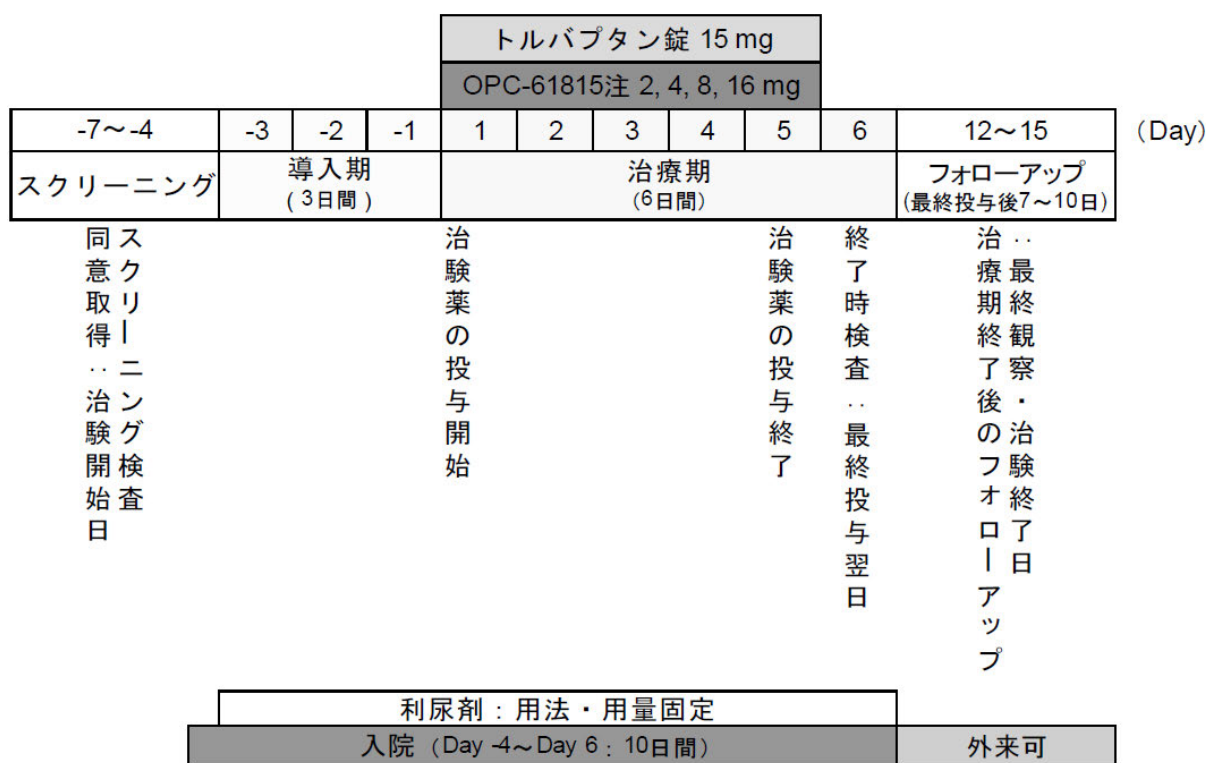 トルバプタン錠 15 mg
OPC-61815注 2, 4, 8, 16 mg
-7～-4 -3 -2 -1 1 2 3 4 5 6 12～15 (Day)
スクリーニング
導入期
(3日間)
治療期
(6日間)
フォローアップ
(最終投与後7～10日)
スクリーニング検査
同意取得：治験開始日
治験薬の投与開始
治験薬の投与終了
終了時検査：最終投与翌日
：最終観察・治験終了日
治療期終了後のフォローアップ
利尿剤：用法・用量固定
入院 (Day -4～Day 6：10日間)
外来可